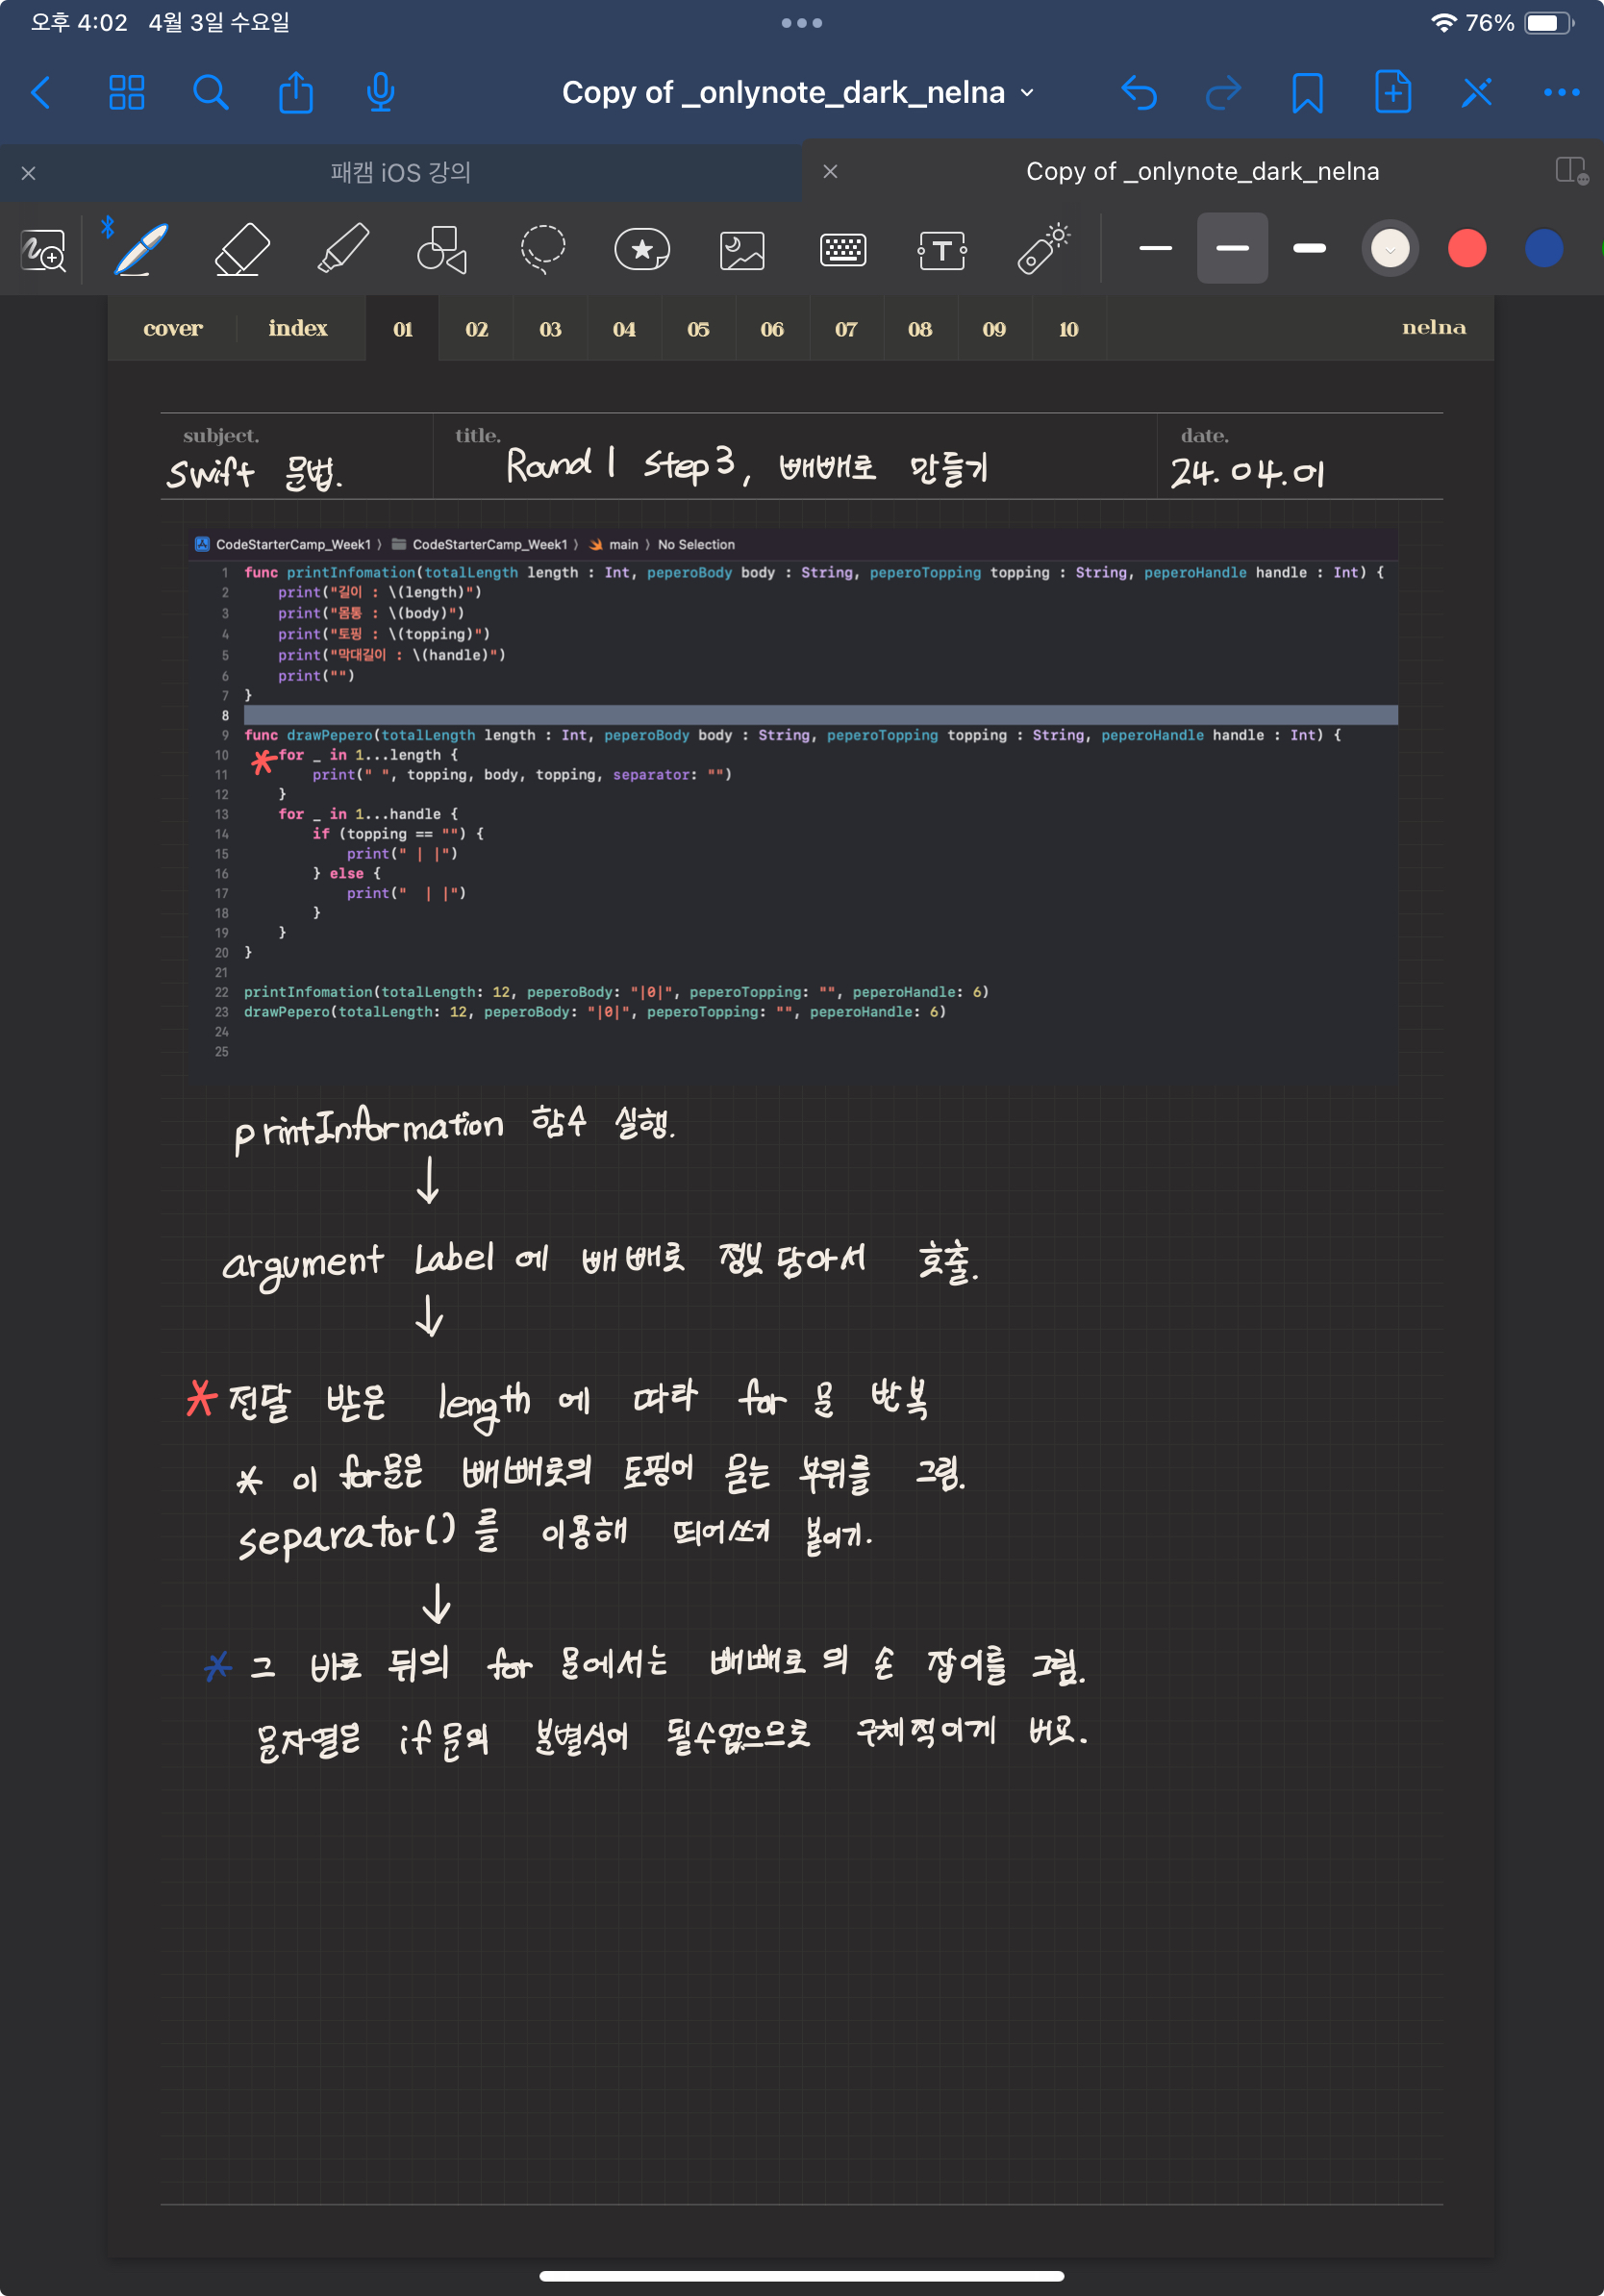 오후 4:02 4월 3일 수요일 76%
Copy of _onlynote_dark_nelna
패캠 iOS 강의 Copy of _onlynote_dark_nelna
cover index 01 02 03 04 05 06 07 08 09 10 nelna
subject. title. date.
Swift 문법. Round 1 Step 3, 빼빼로 만들기 24. 04. 01
CodeStarterCamp_Week1 〉 CodeStarterCamp_Week1 〉 main 〉 No Selection
1 func printInfomation(totalLength length : Int, peperoBody body : String, peperoTopping topping : String, peperoHandle handle : Int) {
2 print("길이 : \(length)")
3 print("몸통 : \(body)")
4 print("토핑 : \(topping)")
5 print("막대길이 : \(handle)")
6 print("")
7 }
8
9 func drawPepero(totalLength length : Int, peperoBody body : String, peperoTopping topping : String, peperoHandle handle : Int) {
10 * for _ in 1...length {
11 print(" ", topping, body, topping, separator: "")
12 }
13 for _ in 1...handle {
14 if (topping == "") {
15 print(" | |")
16 } else {
17 print("  | |")
18 }
19 }
20 }
21
22 printInfomation(totalLength: 12, peperoBody: "|0|", peperoTopping: "", peperoHandle: 6)
23 drawPepero(totalLength: 12, peperoBody: "|0|", peperoTopping: "", peperoHandle: 6)
24
25
printInformation 함수 실행.
↓
argument Label 에 빼빼로 정보 담아서 호출.
↓
* 전달 받은 length 에 따라 for 문 반복
* 이 for문은 빼빼로의 토핑이 묻는 부위를 그림.
separator() 를 이용해 띄어쓰기 붙이기.
↓
* 그 바로 뒤의 for 문에서는 빼빼로의 손 잡이를 그림.
문자열은 if 문의 분별식이 될수없으므로 구체적이게 비교.